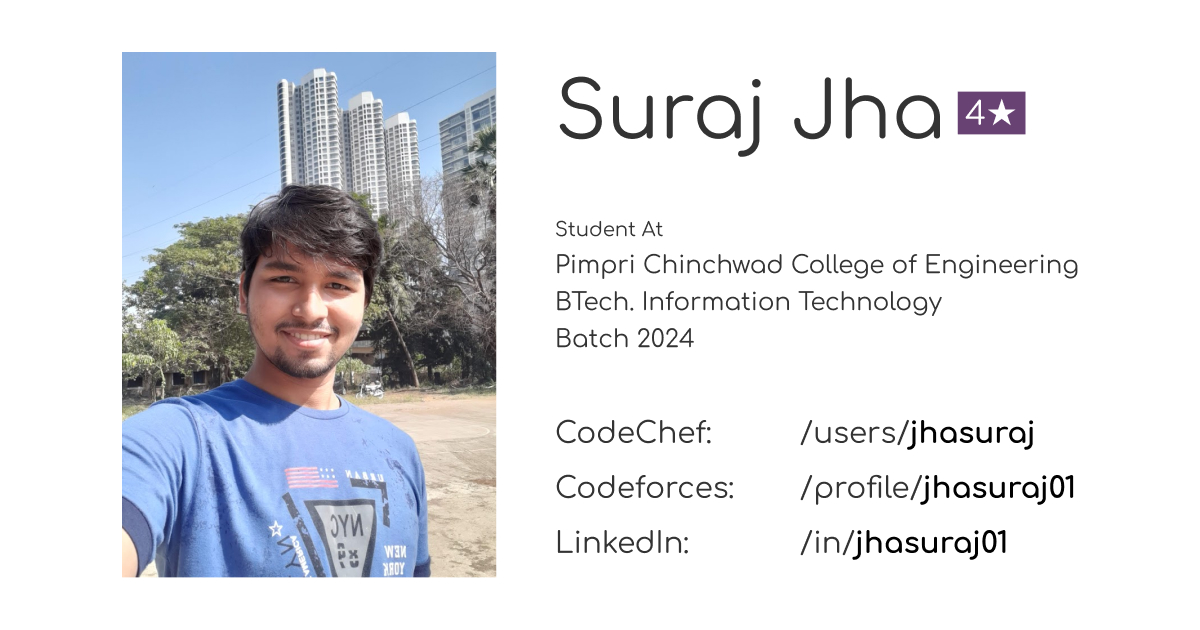 Suraj Jha 4★
Student At
Pimpri Chinchwad College of Engineering
BTech. Information Technology
Batch 2024
CodeChef: /users/jhasuraj
Codeforces: /profile/jhasuraj01
LinkedIn: /in/jhasuraj01
URBAN
NYC
NEW
YORK
AMERICA